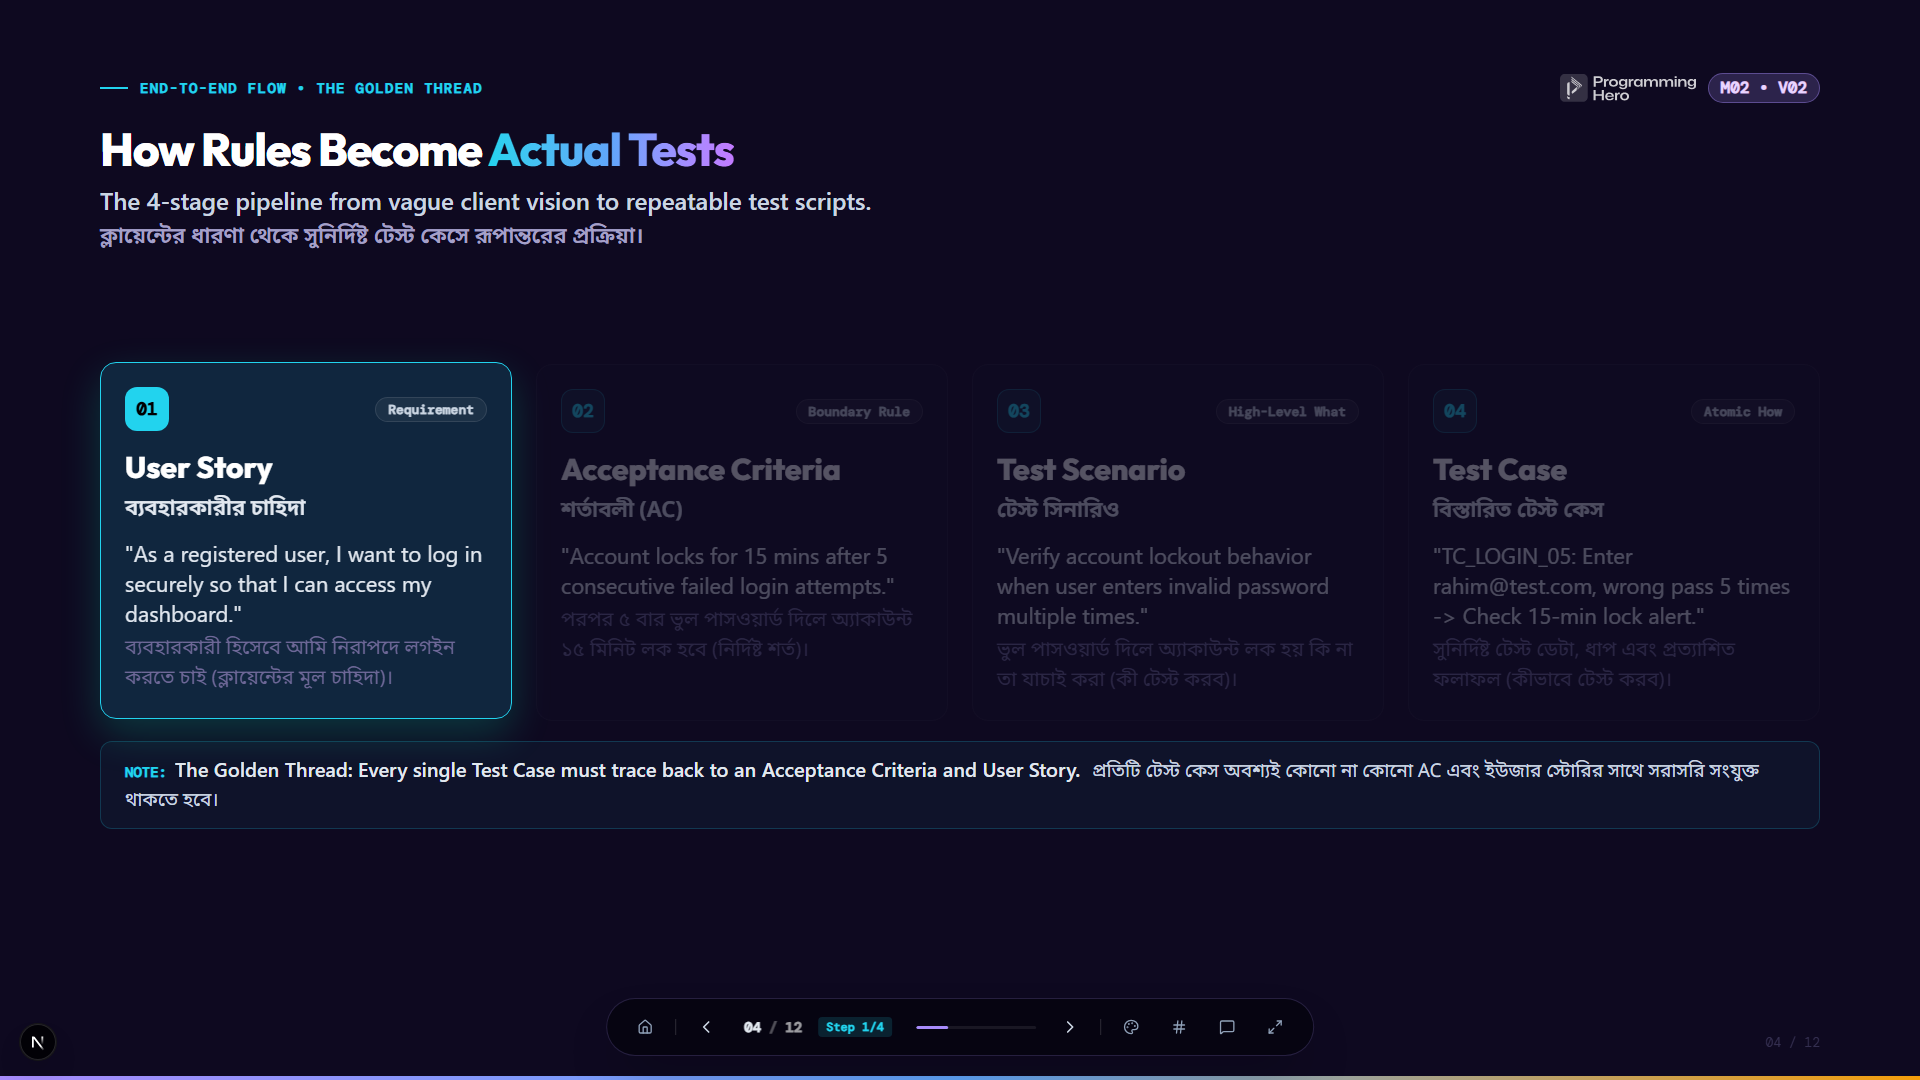 END-TO-END FLOW • THE GOLDEN THREAD
Programming
Hero
M02 • V02
How Rules Become Actual Tests
The 4-stage pipeline from vague client vision to repeatable test scripts.
ক্লায়েন্টের ধারণা থেকে সুনির্দিষ্ট টেস্ট কেসে রূপান্তরের প্রক্রিয়া।
01
Requirement
User Story
ব্যবহারকারীর চাহিদা
"As a registered user, I want to log in
securely so that I can access my
dashboard."
ব্যবহারকারী হিসেবে আমি নিরাপদে লগইন
করতে চাই (ক্লায়েন্টের মূল চাহিদা)।
02
Boundary Rule
Acceptance Criteria
শর্তাবলী (AC)
"Account locks for 15 mins after 5
consecutive failed login attempts."
পরপর ৫ বার ভুল পাসওয়ার্ড দিলে অ্যাকাউন্ট
১৫ মিনিট লক হবে (নির্দিষ্ট শর্ত)।
03
High-Level What
Test Scenario
টেস্ট সিনারিও
"Verify account lockout behavior
when user enters invalid password
multiple times."
ভুল পাসওয়ার্ড দিলে অ্যাকাউন্ট লক হয় কি না
তা যাচাই করা (কী টেস্ট করব)।
04
Atomic How
Test Case
বিস্তারিত টেস্ট কেস
"TC_LOGIN_05: Enter
rahim@test.com, wrong pass 5 times
-> Check 15-min lock alert."
সুনির্দিষ্ট টেস্ট ডেটা, ধাপ এবং প্রত্যাশিত
ফলাফল (কীভাবে টেস্ট করব)।
NOTE: The Golden Thread: Every single Test Case must trace back to an Acceptance Criteria and User Story. প্রতিটি টেস্ট কেস অবশ্যই কোনো না কোনো AC এবং ইউজার স্টোরির সাথে সরাসরি সংযুক্ত
থাকতে হবে।
04 / 12 Step 1/4
N
04 / 12